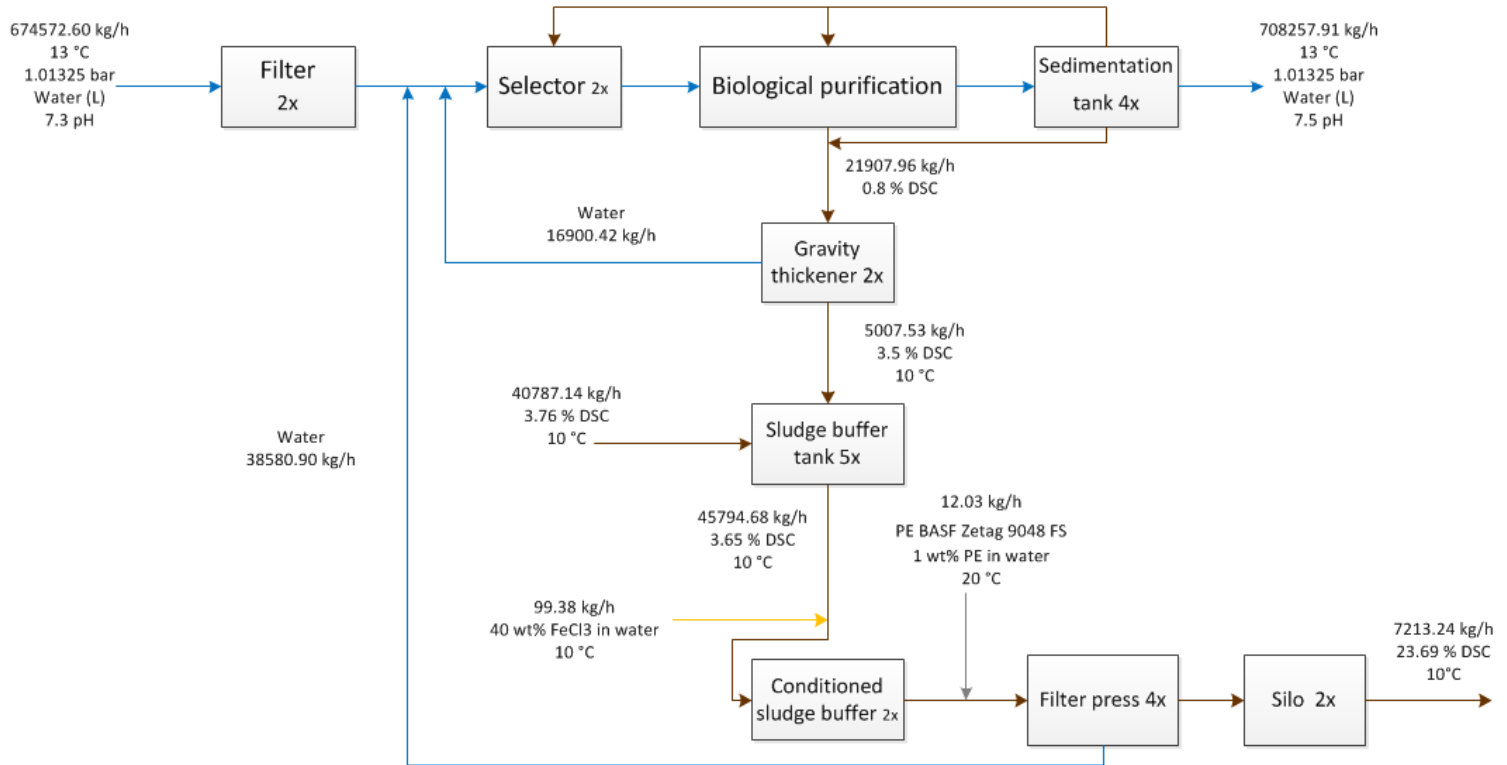 674572.60 kg/h
13 °C
1.01325 bar
Water (L)
7.3 pH
Filter
2x
Selector 2x
Biological purification
Sedimentation
tank 4x
708257.91 kg/h
13 °C
1.01325 bar
Water (L)
7.5 pH
21907.96 kg/h
0.8 % DSC
Water
16900.42 kg/h
Gravity
thickener 2x
5007.53 kg/h
3.5 % DSC
10 °C
40787.14 kg/h
3.76 % DSC
10 °C
Sludge buffer
tank 5x
Water
38580.90 kg/h
45794.68 kg/h
3.65 % DSC
10 °C
12.03 kg/h
PE BASF Zetag 9048 FS
1 wt% PE in water
20 °C
99.38 kg/h
40 wt% FeCl3 in water
10 °C
Conditioned
sludge buffer 2x
Filter press 4x
Silo 2x
7213.24 kg/h
23.69 % DSC
10°C